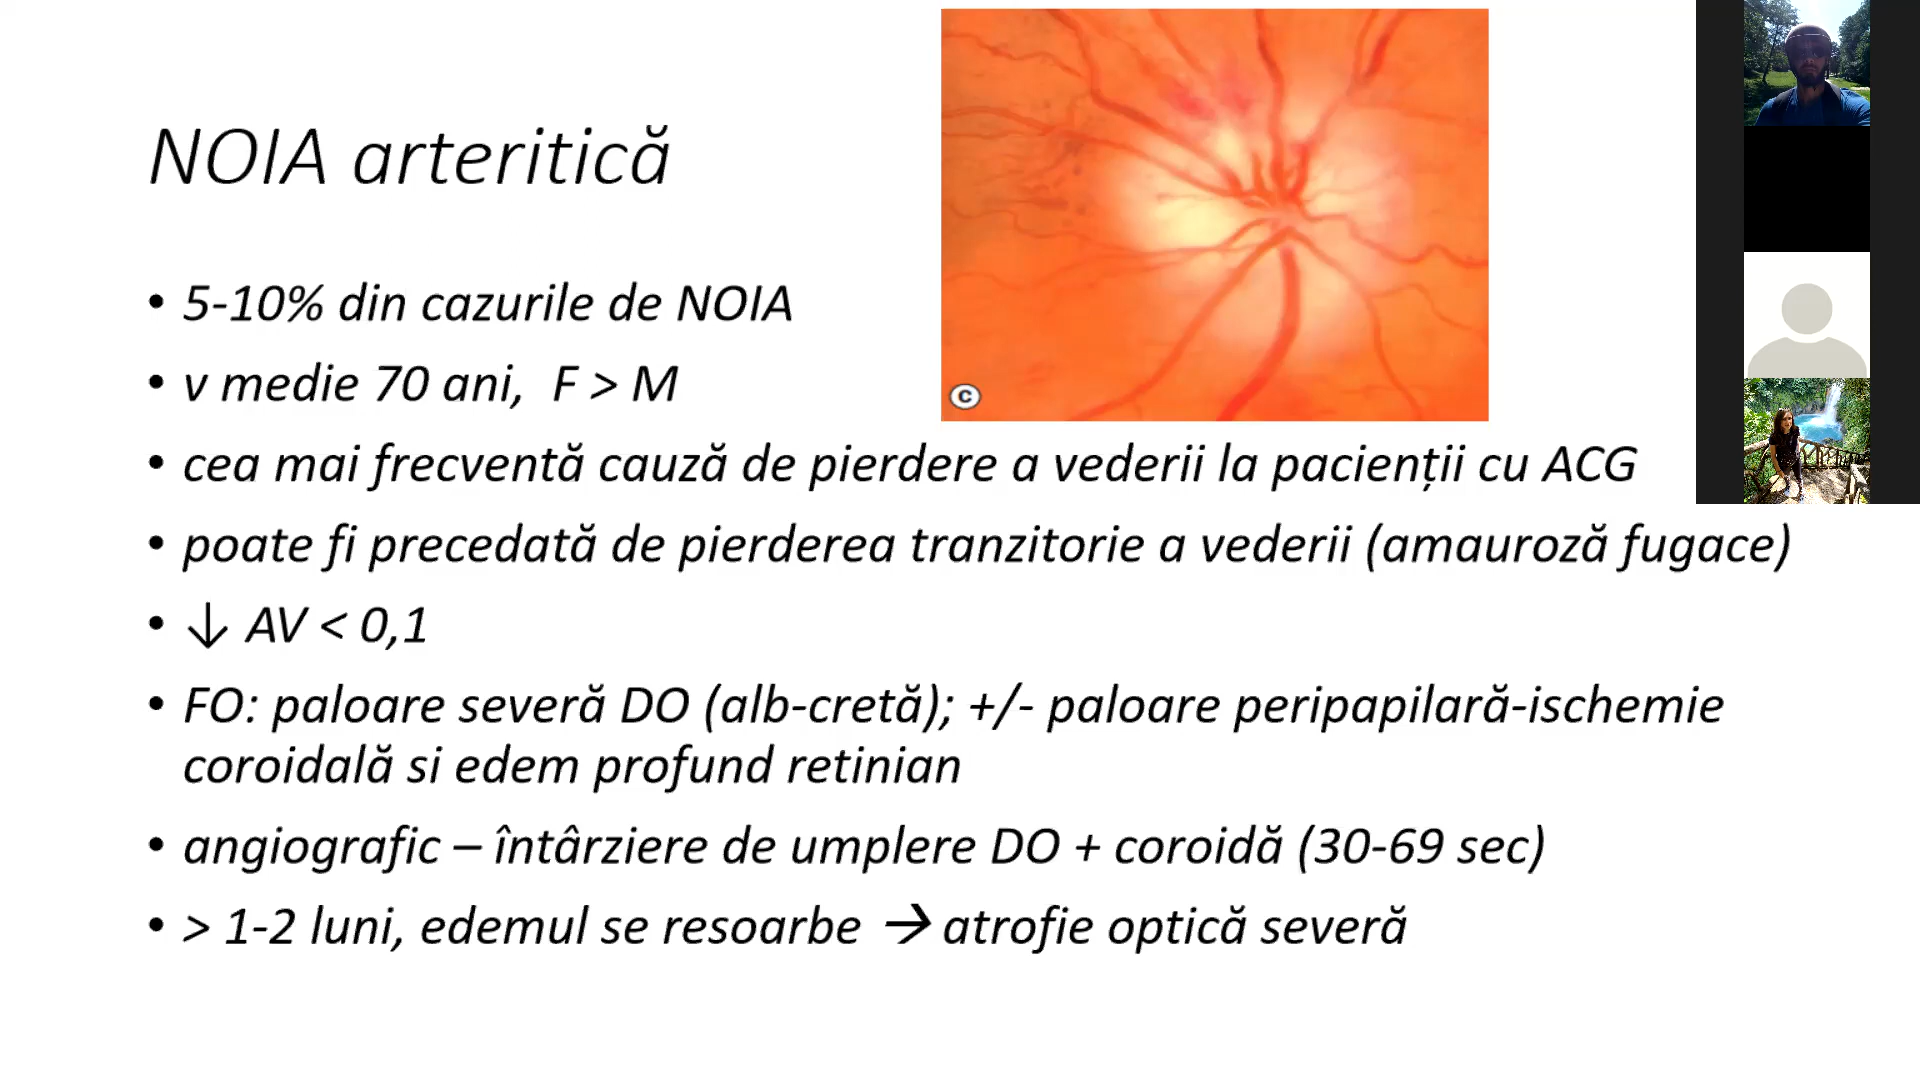 NOIA arteritică
• 5-10% din cazurile de NOIA
• v medie 70 ani, F > M
• cea mai frecventă cauză de pierdere a vederii la pacienții cu ACG
• poate fi precedată de pierderea tranzitorie a vederii (amauroză fugace)
• ↓ AV < 0,1
• FO: paloare severă DO (alb-cretă); +/- paloare peripapilară-ischemie
coroidală si edem profund retinian
• angiografic – întârziere de umplere DO + coroidă (30-69 sec)
• > 1-2 luni, edemul se resoarbe → atrofie optică severă
c